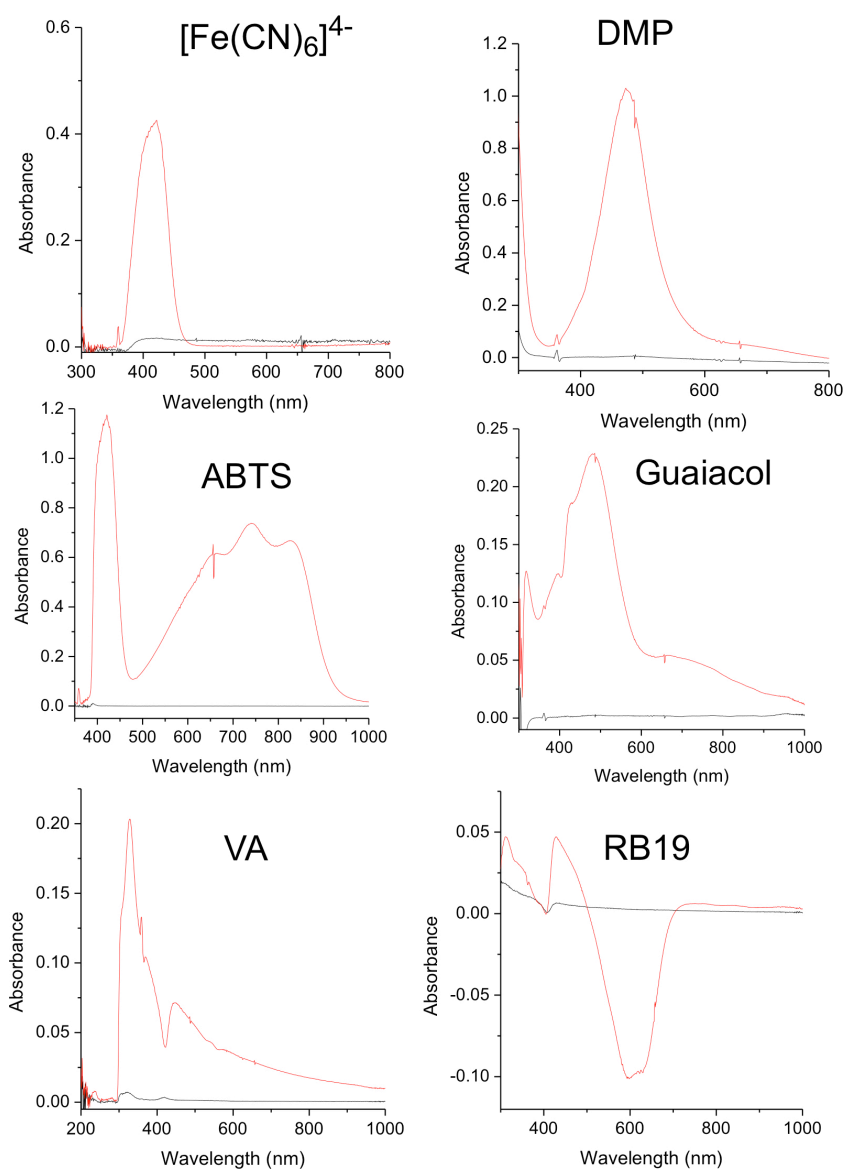 [Fe(CN)6]4-
0.6
0.4
0.2
0.0
Absorbance
300 400 500 600 700 800
Wavelength (nm)
DMP
1.2
1.0
0.8
0.6
0.4
0.2
0.0
Absorbance
400 600 800
Wavelength (nm)
ABTS
1.2
1.0
0.8
0.6
0.4
0.2
0.0
Absorbance
400 500 600 700 800 900 1000
Wavelength (nm)
Guaiacol
0.25
0.20
0.15
0.10
0.05
0.00
Absorbance
400 600 800 1000
Wavelength (nm)
VA
0.20
0.15
0.10
0.05
0.00
Absorbance
200 400 600 800 1000
Wavelength (nm)
RB19
0.05
0.00
-0.05
-0.10
Absorbance
400 600 800 1000
Wavelength (nm)